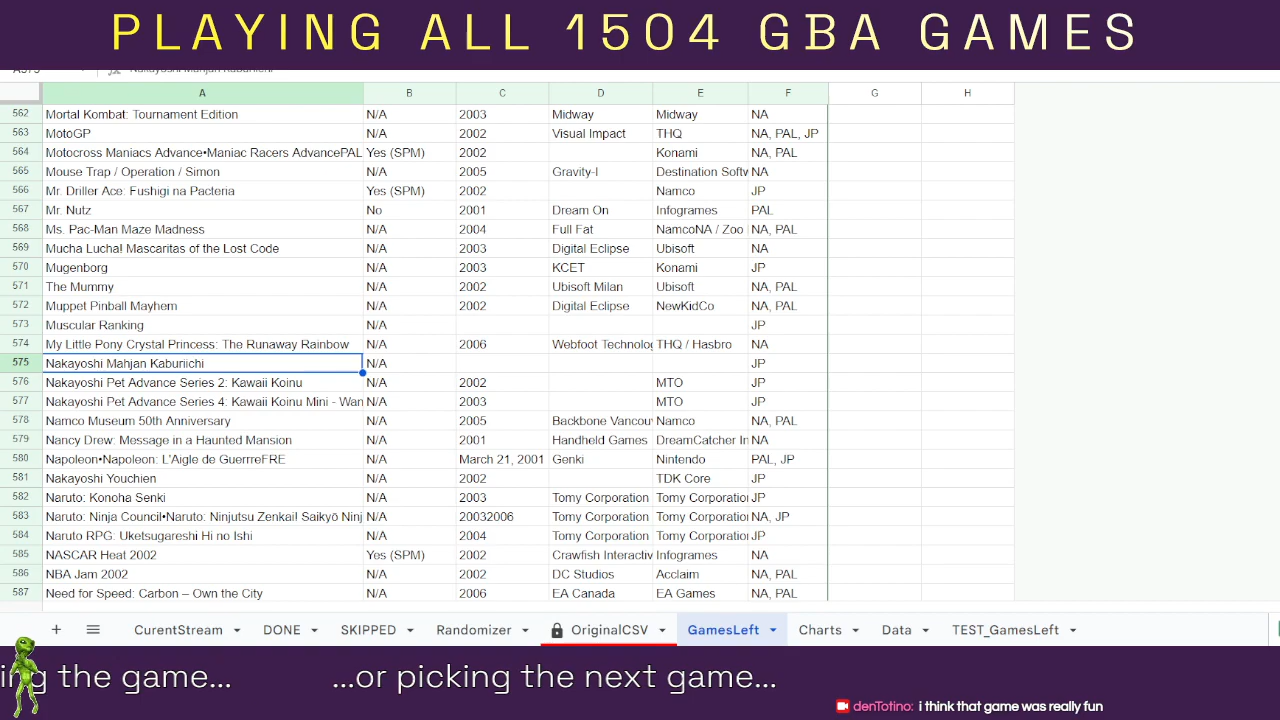 PLAYING ALL 1504 GBA GAMES
A B C D E F G H
562 Mortal Kombat: Tournament Edition N/A 2003 Midway Midway NA
563 MotoGP N/A 2002 Visual Impact THQ NA, PAL, JP
564 Motocross Maniacs Advance•Maniac Racers AdvancePAL Yes (SPM) 2002 Konami NA, PAL
565 Mouse Trap / Operation / Simon N/A 2005 Gravity-I Destination Softw NA
566 Mr. Driller Ace: Fushigi na Pacteria Yes (SPM) 2002 Namco JP
567 Mr. Nutz No 2001 Dream On Infogrames PAL
568 Ms. Pac-Man Maze Madness N/A 2004 Full Fat NamcoNA / Zoo NA, PAL
569 Mucha Lucha! Mascaritas of the Lost Code N/A 2003 Digital Eclipse Ubisoft NA
570 Mugenborg N/A 2003 KCET Konami JP
571 The Mummy N/A 2002 Ubisoft Milan Ubisoft NA, PAL
572 Muppet Pinball Mayhem N/A 2002 Digital Eclipse NewKidCo NA, PAL
573 Muscular Ranking N/A JP
574 My Little Pony Crystal Princess: The Runaway Rainbow N/A 2006 Webfoot Technolog THQ / Hasbro NA
575 Nakayoshi Mahjan Kaburiichi N/A JP
576 Nakayoshi Pet Advance Series 2: Kawaii Koinu N/A 2002 MTO JP
577 Nakayoshi Pet Advance Series 4: Kawaii Koinu Mini - Wan N/A 2003 MTO JP
578 Namco Museum 50th Anniversary N/A 2005 Backbone Vancouv Namco NA, PAL
579 Nancy Drew: Message in a Haunted Mansion N/A 2001 Handheld Games DreamCatcher In NA
580 Napoleon•Napoleon: L'Aigle de GuerrreFRE N/A March 21, 2001 Genki Nintendo PAL, JP
581 Nakayoshi Youchien N/A 2002 TDK Core JP
582 Naruto: Konoha Senki N/A 2003 Tomy Corporation Tomy Corporation JP
583 Naruto: Ninja Council•Naruto: Ninjutsu Zenkai! Saikyō Ninj N/A 20032006 Tomy Corporation Tomy Corporation NA, JP
584 Naruto RPG: Uketsugareshi Hi no Ishi N/A 2004 Tomy Corporation Tomy Corporation JP
585 NASCAR Heat 2002 Yes (SPM) 2002 Crawfish Interactiv Infogrames NA
586 NBA Jam 2002 N/A 2002 DC Studios Acclaim NA, PAL
587 Need for Speed: Carbon – Own the City N/A 2006 EA Canada EA Games NA, PAL
CurentStream DONE SKIPPED Randomizer OriginalCSV GamesLeft Charts Data TEST_GamesLeft
ing the game... ...or picking the next game...
denTotino: i think that game was really fun